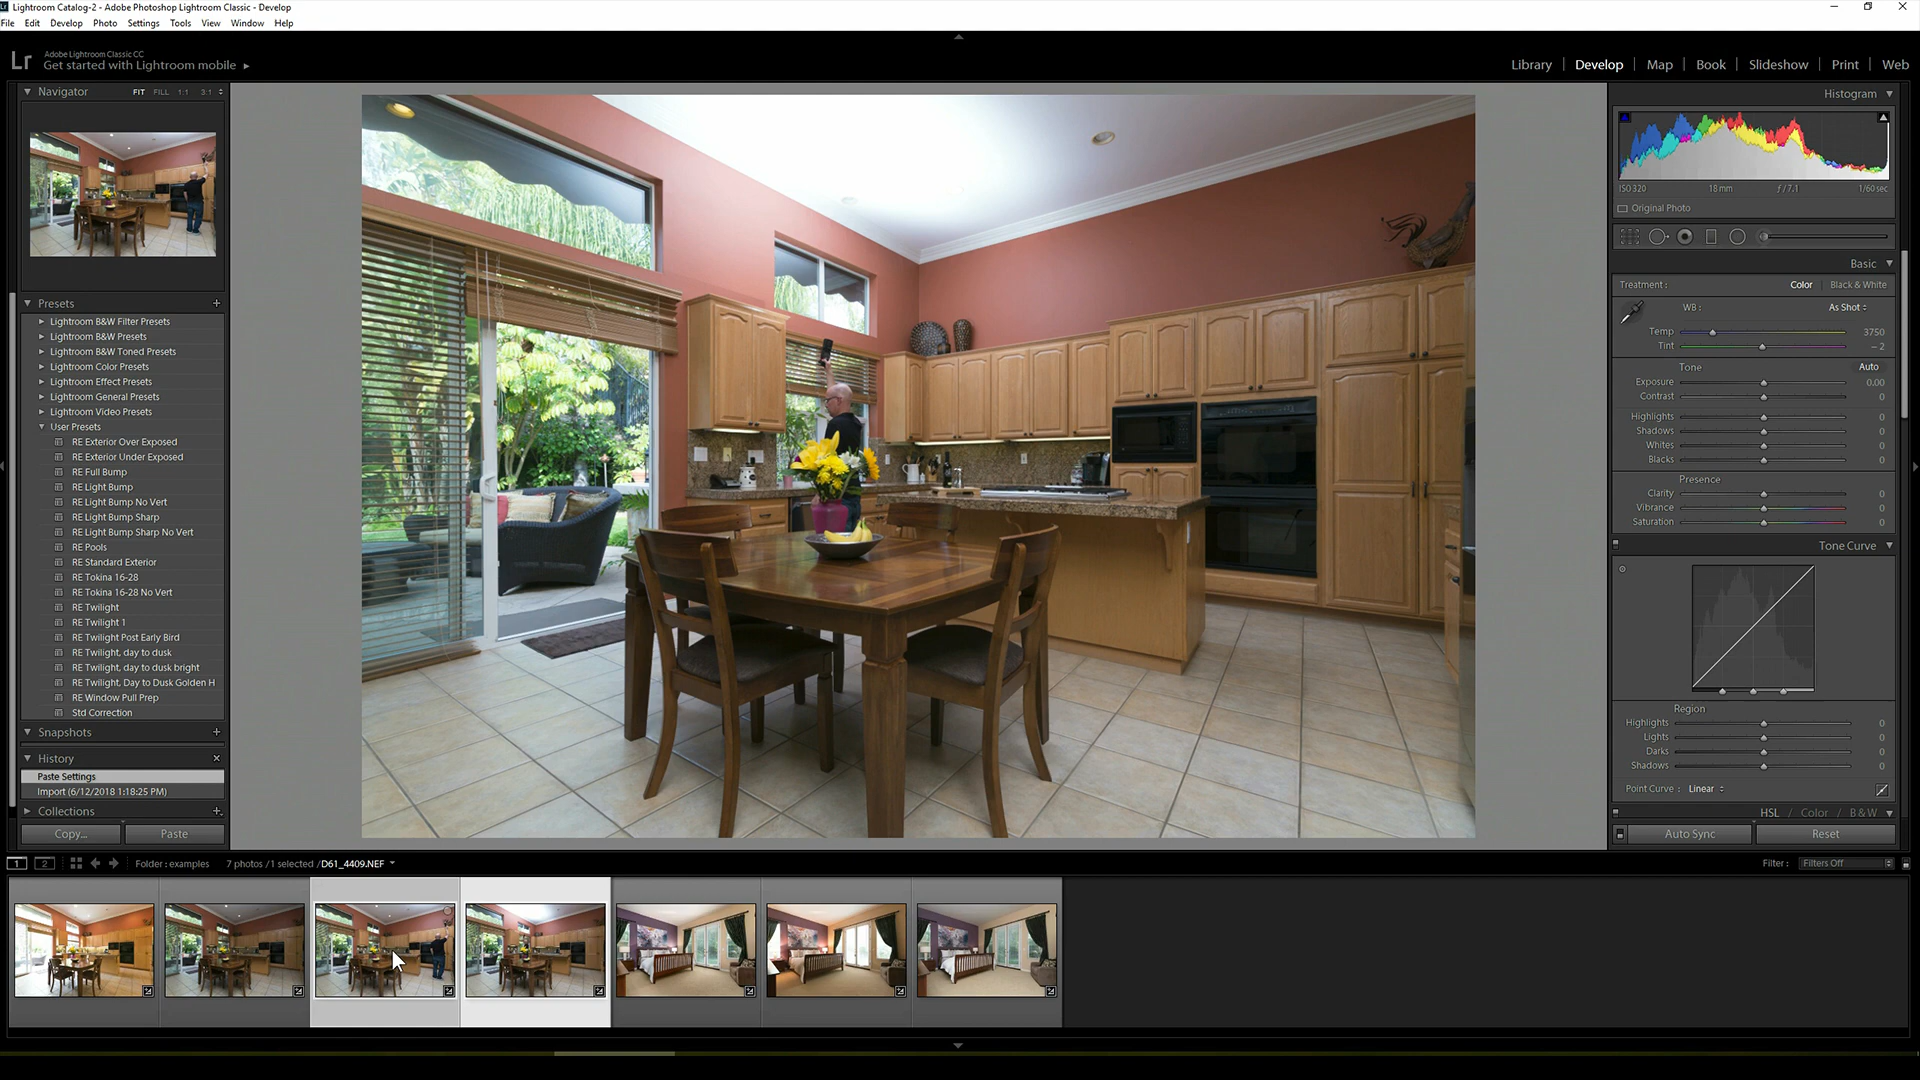 Lightroom Catalog-2 - Adobe Photoshop Lightroom Classic - Develop
File Edit Develop Photo Settings Tools View Window Help
Lr
Adobe Lightroom Classic CC
Get started with Lightroom mobile
Library Develop Map Book Slideshow Print Web
Navigator FIT FILL 1:1 3:1
Presets
Lightroom B&W Filter Presets
Lightroom B&W Presets
Lightroom B&W Toned Presets
Lightroom Color Presets
Lightroom Effect Presets
Lightroom General Presets
Lightroom Video Presets
User Presets
RE Exterior Over Exposed
RE Exterior Under Exposed
RE Full Bump
RE Light Bump
RE Light Bump No Vert
RE Light Bump Sharp
RE Light Bump Sharp No Vert
RE Pools
RE Standard Exterior
RE Tokina 16-28
RE Tokina 16-28 No Vert
RE Twilight
RE Twilight 1
RE Twilight Post Early Bird
RE Twilight, day to dusk
RE Twilight, day to dusk bright
RE Twilight, Day to Dusk Golden H
RE Window Pull Prep
Std Correction
Snapshots
History
Paste Settings
Import (6/12/2018 1:18:25 PM)
Collections
Copy... Paste
Histogram
ISO 320 18 mm f / 7.1 1/60 sec
Original Photo
Basic
Treatment : Color Black & White
WB : As Shot
Temp 3750
Tint – 2
Tone Auto
Exposure 0.00
Contrast 0
Highlights 0
Shadows 0
Whites 0
Blacks 0
Presence
Clarity 0
Vibrance 0
Saturation 0
Tone Curve
Region
Highlights 0
Lights 0
Darks 0
Shadows 0
Point Curve : Linear
HSL / Color / B & W
Auto Sync Reset
1 2 Folder : examples 7 photos / 1 selected / D61_4409.NEF Filter : Filters Off